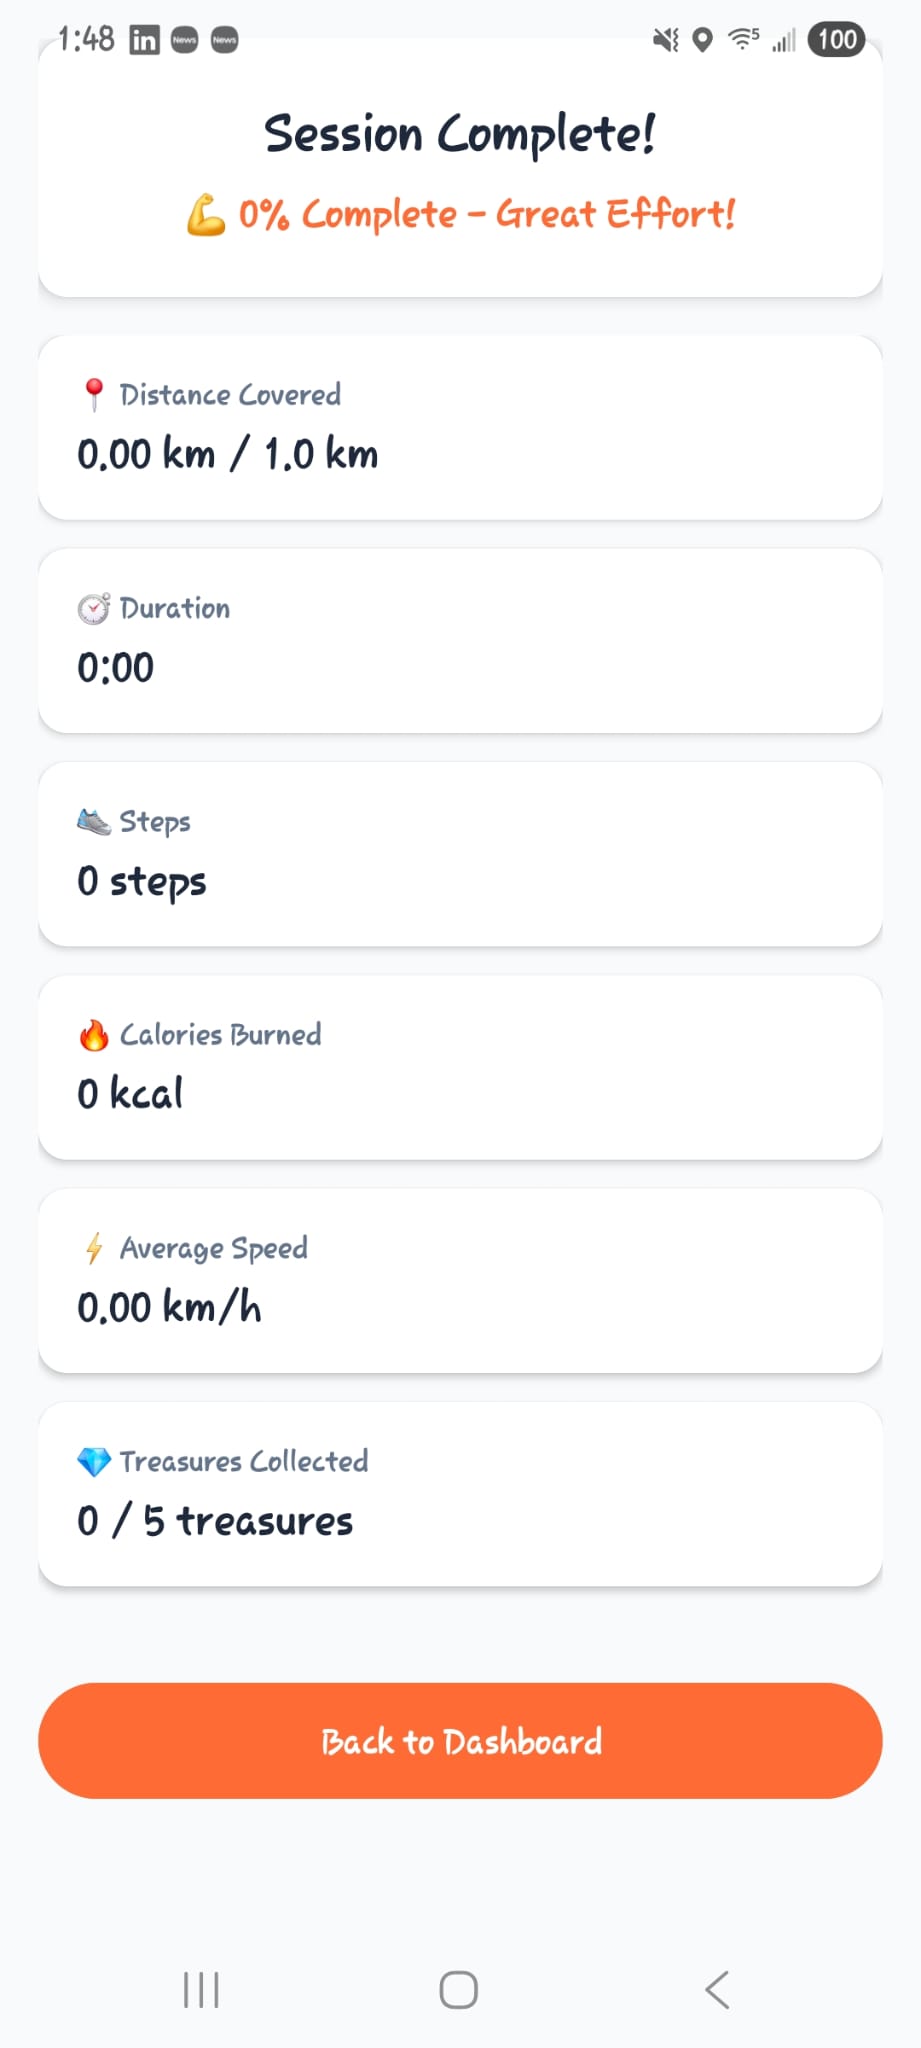 1:48 in News News 5 100
Session Complete!
💪 0% Complete - Great Effort!
📍 Distance Covered
0.00 km / 1.0 km
⏱ Duration
0:00
👟 Steps
0 steps
🔥 Calories Burned
0 kcal
⚡ Average Speed
0.00 km/h
💎 Treasures Collected
0 / 5 treasures
Back to Dashboard